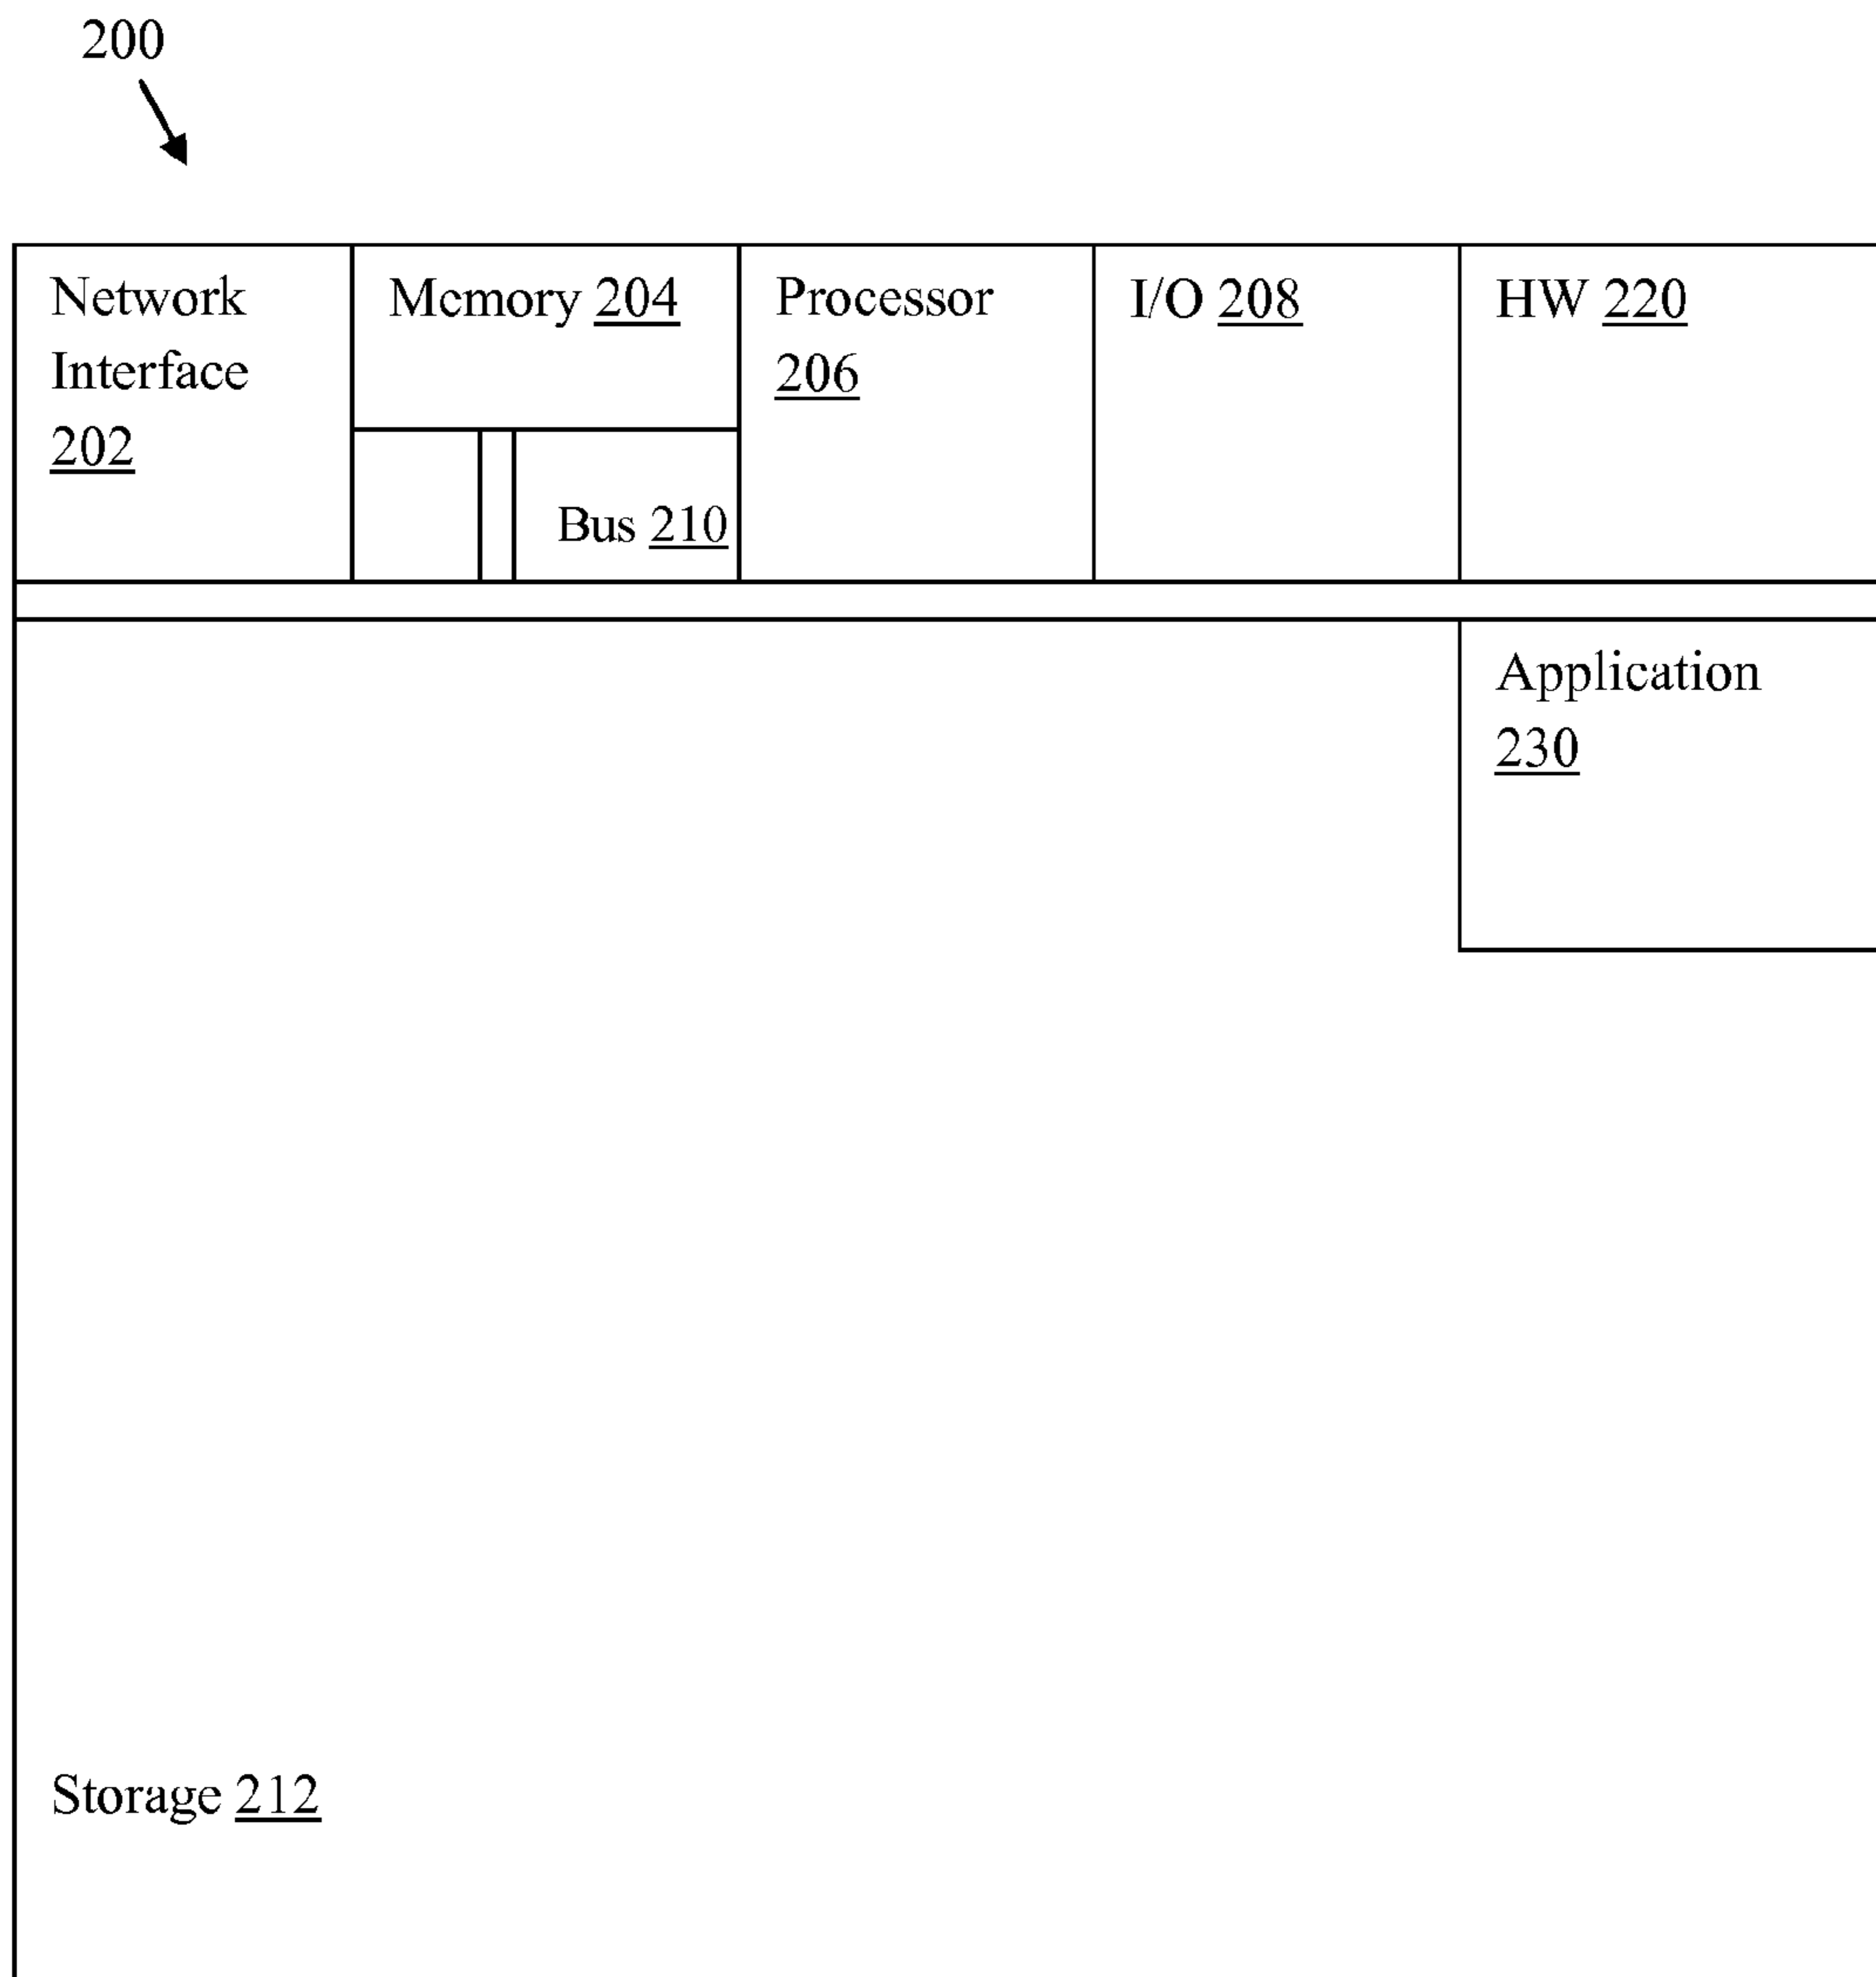 200
Network
Interface
202
Memory 204
Processor
206
I/O 208
HW 220
Bus 210
Application
230
Storage 212